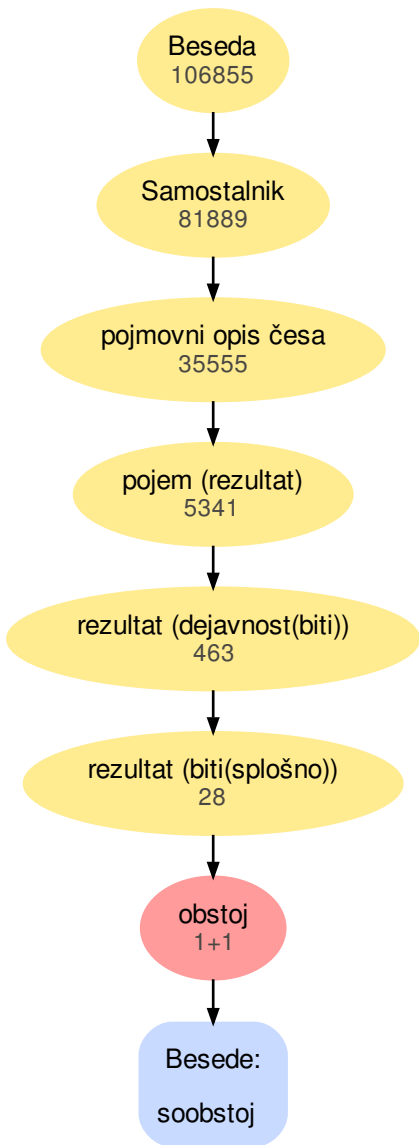 Beseda
106855
Samostalnik
81889
pojmovni opis česa
35555
pojem (rezultat)
5341
rezultat (dejavnost(biti))
463
rezultat (biti(splošno))
28
obstoj
1+1
Besede:
soobstoj